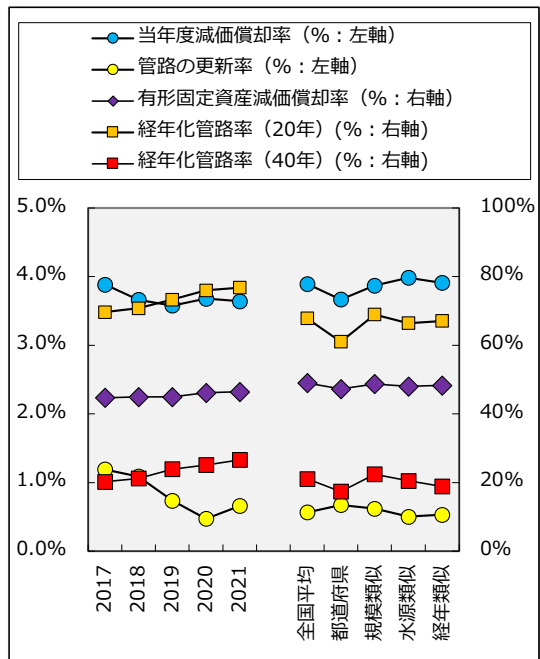 当年度減価償却率（%：左軸）
管路の更新率（%：左軸）
有形固定資産減価償却率（%：右軸）
経年化管路率（20年）(%：右軸)
経年化管路率（40年）(%：右軸)
5.0%
4.0%
3.0%
2.0%
1.0%
0.0%
100%
80%
60%
40%
20%
0%
2017
2018
2019
2020
2021
全国平均
都道府県
規模類似
水源類似
経年類似